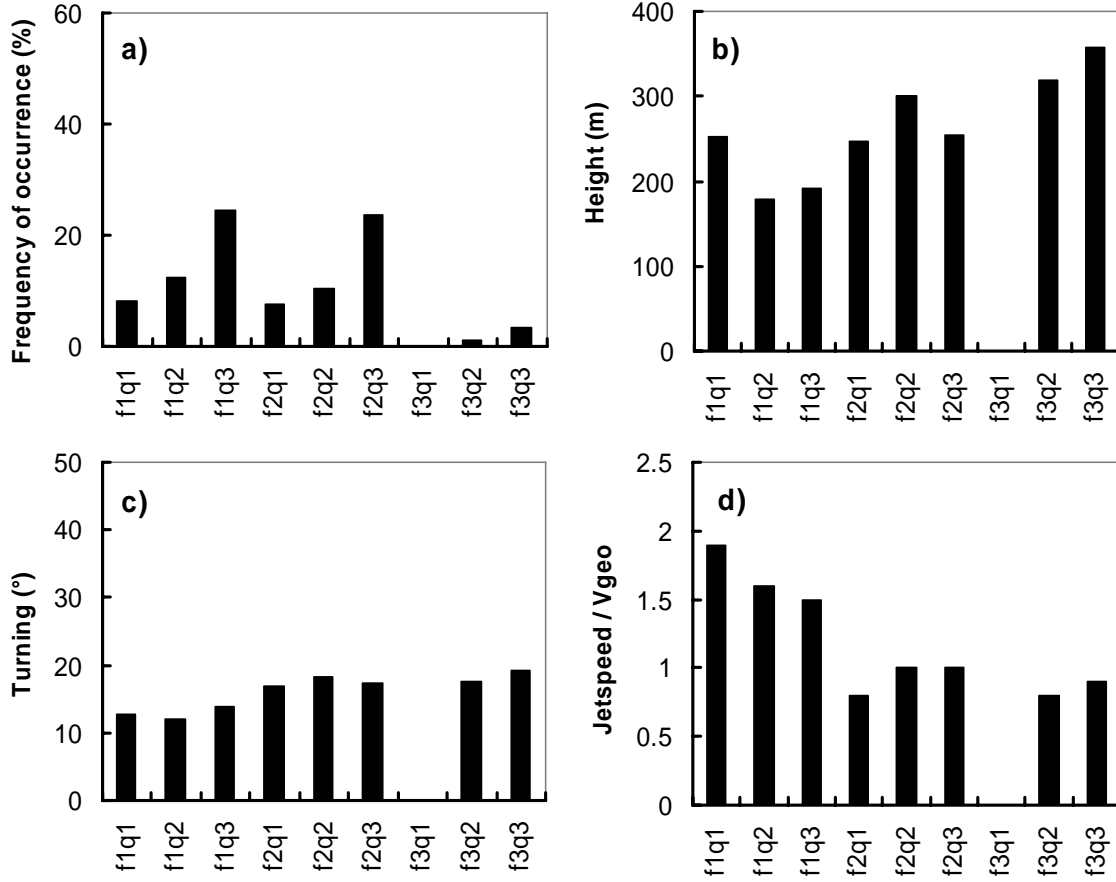 a)
Frequency of occurrence (%)
60
40
20
0
f1q1 f1q2 f1q3 f2q1 f2q2 f2q3 f3q1 f3q2 f3q3
b)
Height (m)
400
300
200
100
0
f1q1 f1q2 f1q3 f2q1 f2q2 f2q3 f3q1 f3q2 f3q3
c)
Turning (°)
50
40
30
20
10
0
f1q1 f1q2 f1q3 f2q1 f2q2 f2q3 f3q1 f3q2 f3q3
d)
Jetspeed / Vgeo
2.5
2
1.5
1
0.5
0
f1q1 f1q2 f1q3 f2q1 f2q2 f2q3 f3q1 f3q2 f3q3